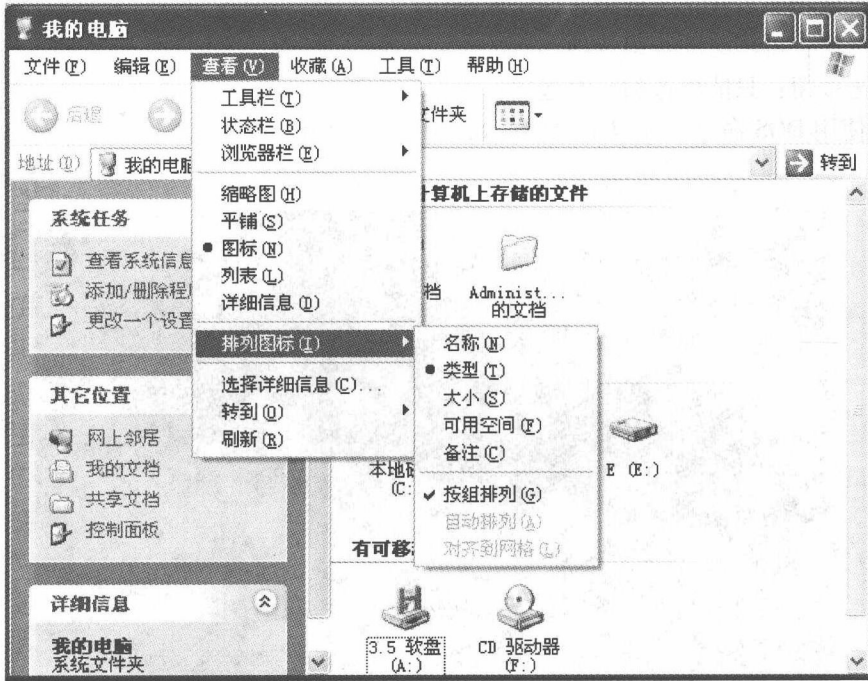 我的电脑
文件(F) 编辑(E) 查看(V) 收藏(A) 工具(T) 帮助(H)
后退
文件夹
地址(D) 我的电脑 转到
工具栏(T)
状态栏(B)
浏览器栏(E)
缩略图(H)
平铺(S)
图标(N)
列表(L)
详细信息(D)
排列图标(I)
选择详细信息(C)...
转到(O)
刷新(R)
名称(N)
类型(T)
大小(S)
可用空间(F)
备注(C)
按组排列(G)
自动排列(A)
对齐到网格(L)
系统任务
查看系统信息
添加/删除程
更改一个设置
其它位置
网上邻居
我的文档
共享文档
控制面板
详细信息
我的电脑
系统文件夹
计算机上存储的文件
档
Administ...
的文档
本地磁
(C:
E (E:)
有可移
3.5 软盘
(A:)
CD 驱动器
(F:)